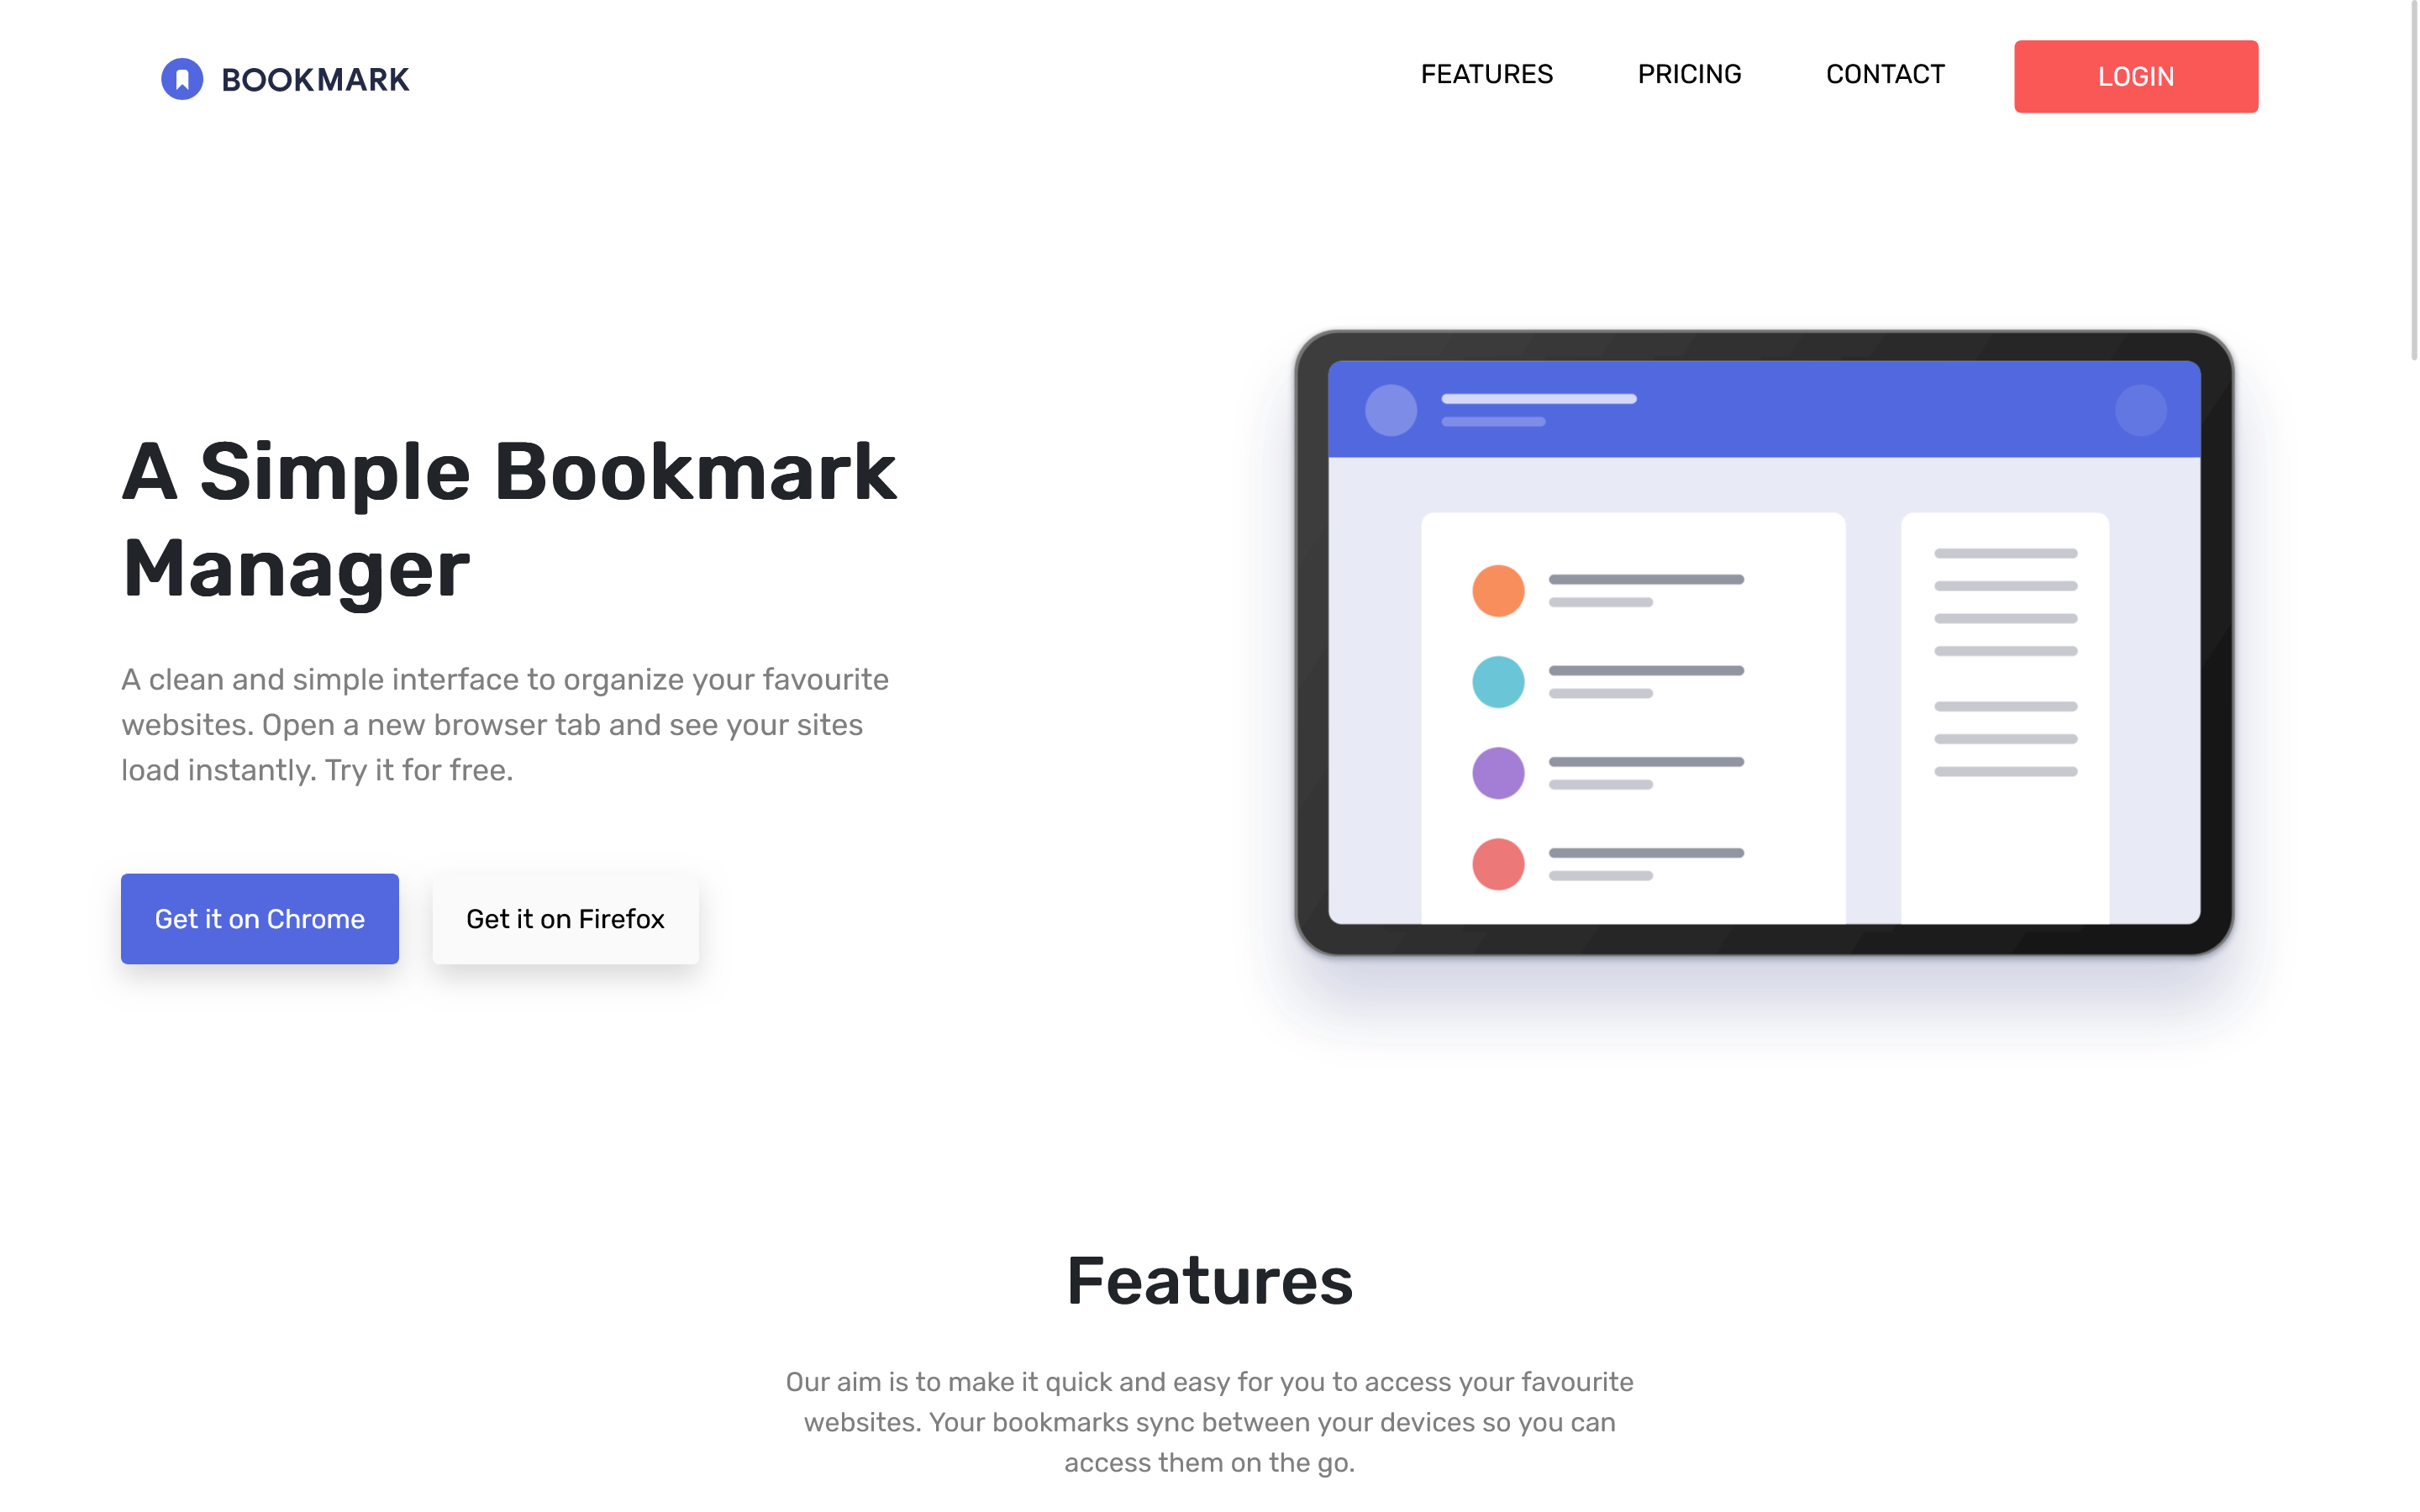 BOOKMARK
FEATURES
PRICING
CONTACT
LOGIN
A Simple Bookmark
Manager
A clean and simple interface to organize your favourite
websites. Open a new browser tab and see your sites
load instantly. Try it for free.
Get it on Chrome
Get it on Firefox
Features
Our aim is to make it quick and easy for you to access your favourite
websites. Your bookmarks sync between your devices so you can
access them on the go.